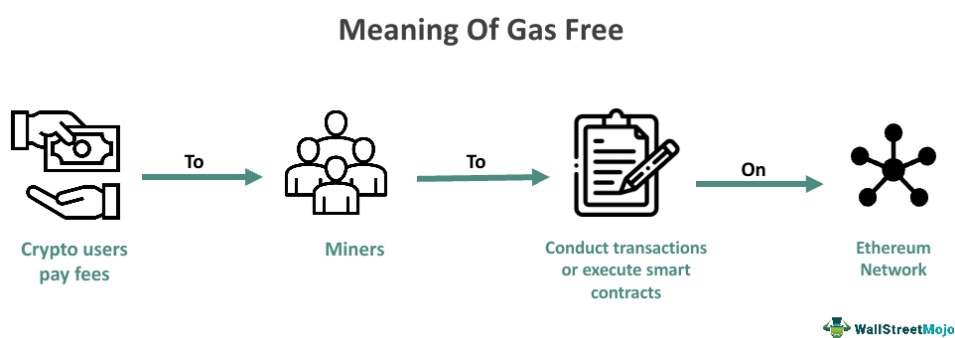 Meaning Of Gas Free
To
To
On
Crypto users
pay fees
Miners
Conduct transactions
or execute smart
contracts
Ethereum
Network
WallStreetMojo